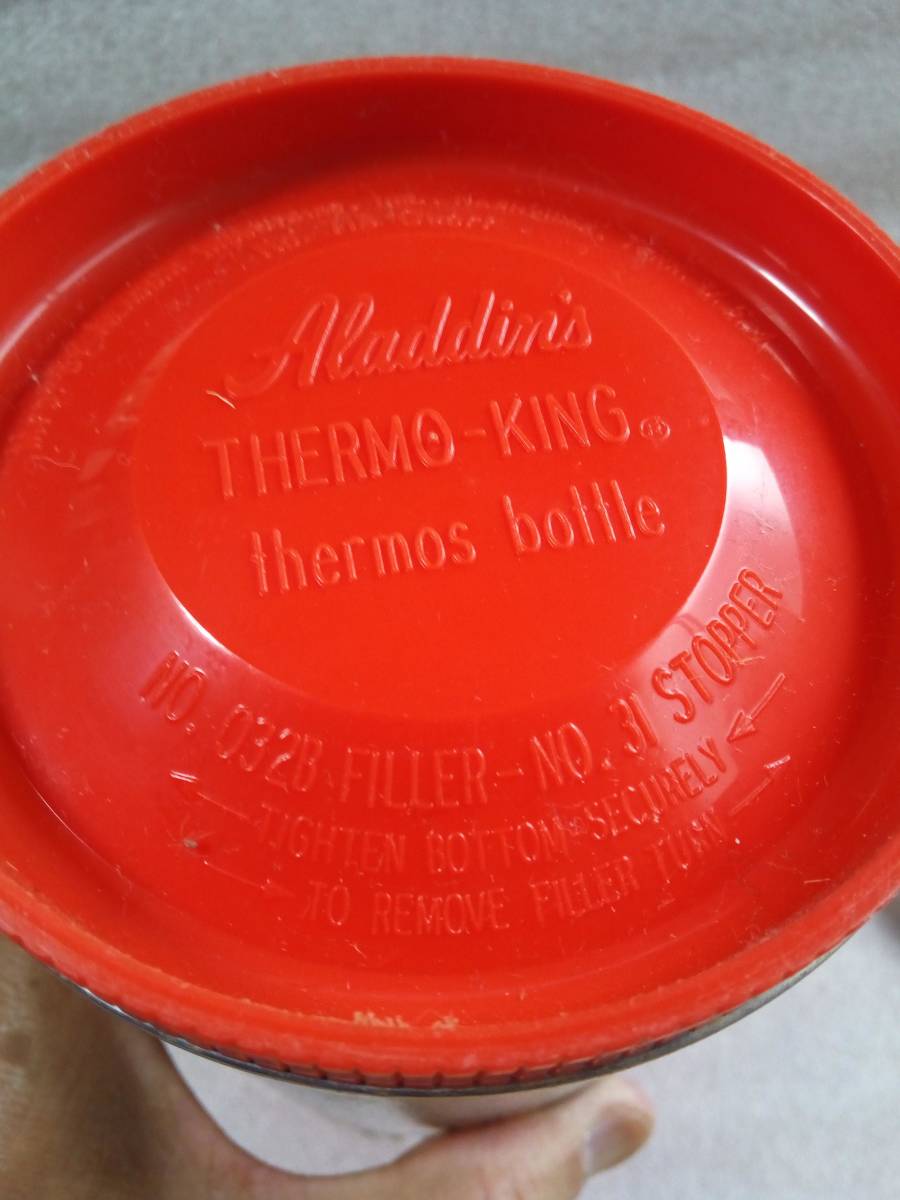 Aladdin's
THERMO-KING®
thermos bottle
NO. 032B FILLER - NO. 31 STOPPER
← TIGHTEN BOTTOM SECURELY ←
→ TO REMOVE FILLER TURN →